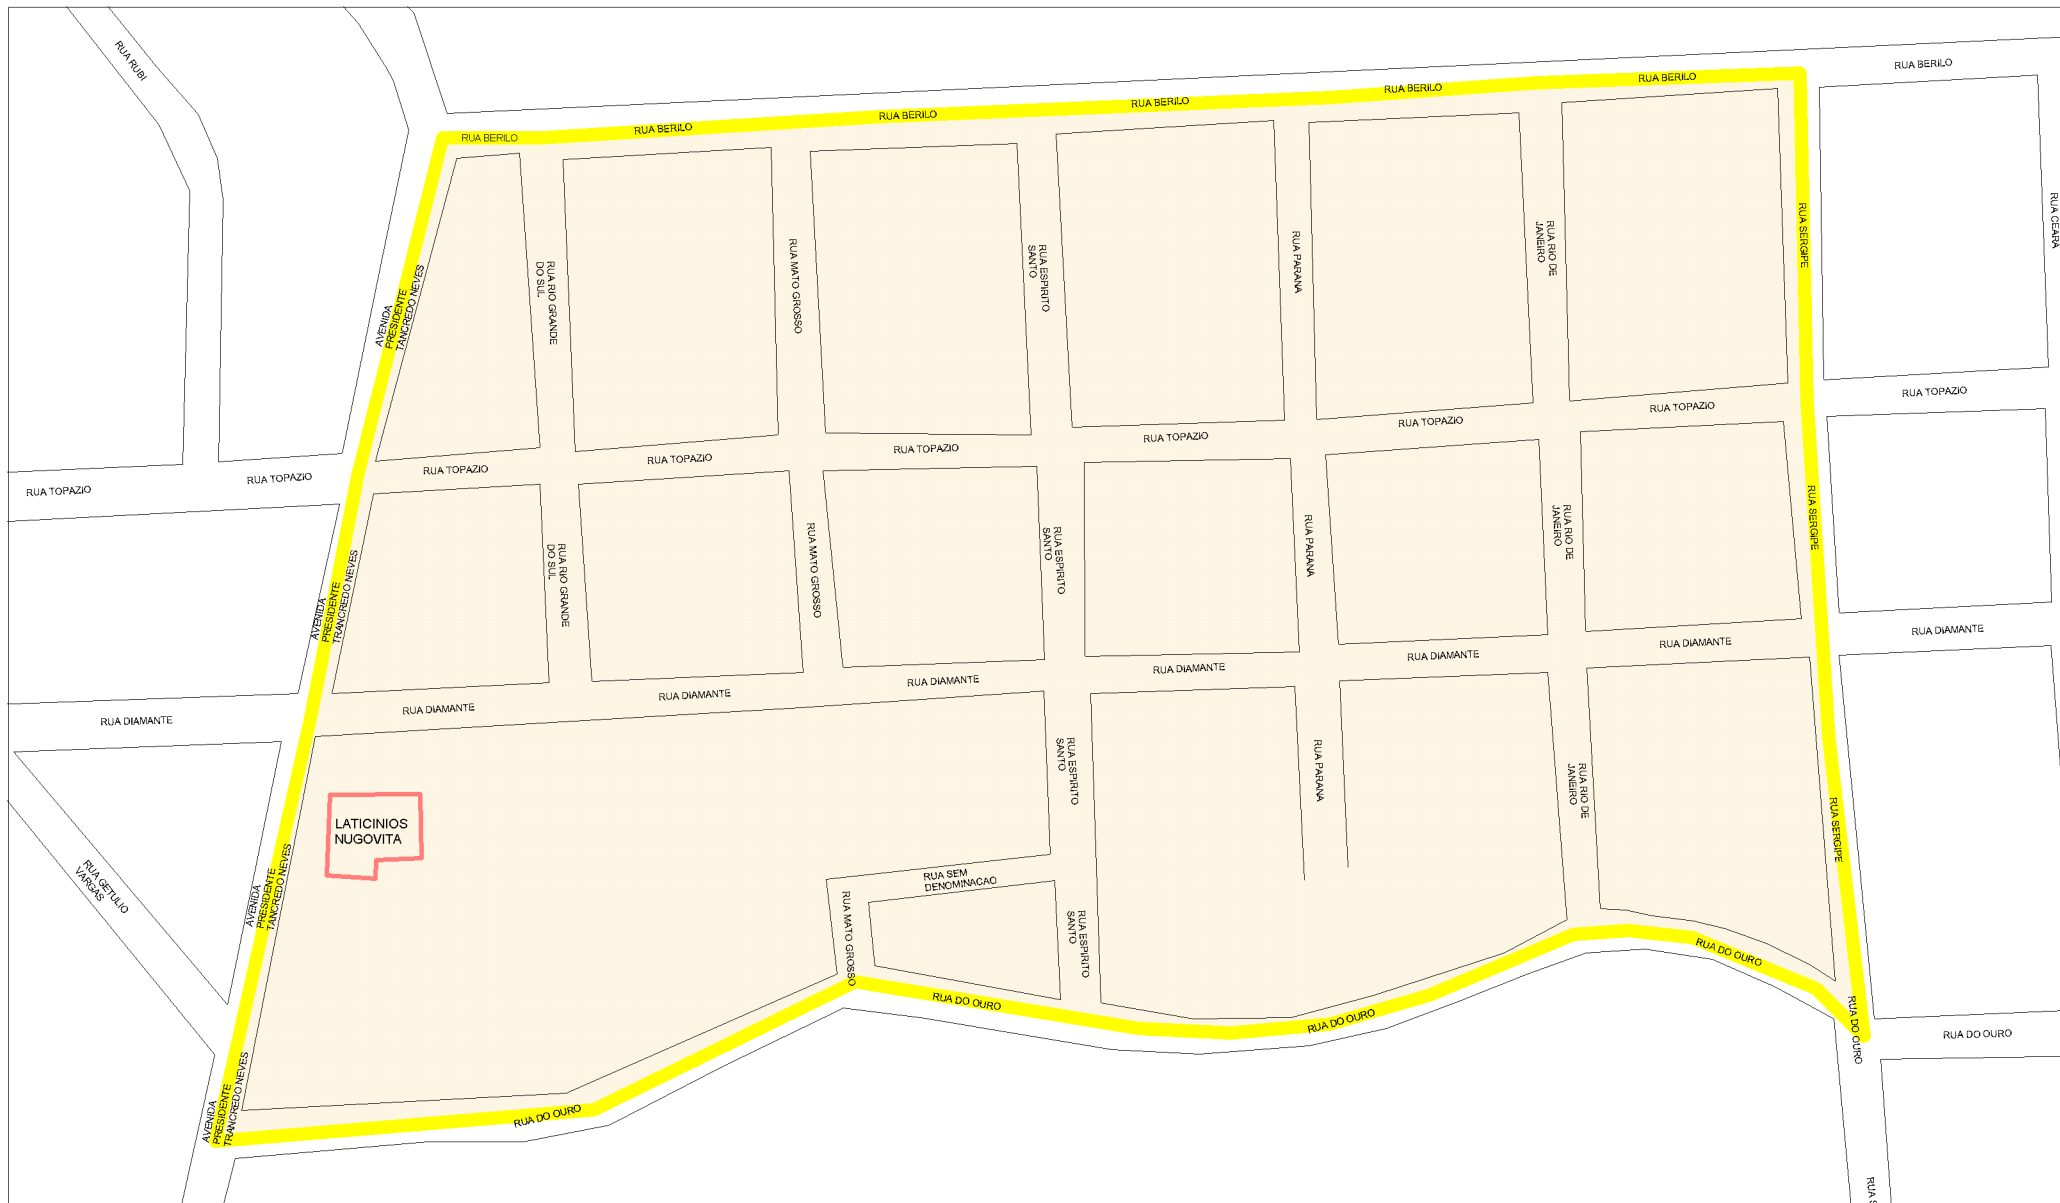 RUA RUBI
RUA BERILO
RUA BERILO
RUA BERILO
RUA BERILO
RUA BERILO
RUA BERILO
RUA BERILO
RUA CEARA
AVENIDA
PRESIDENTE
TANCREDO NEVES
RUA RIO GRANDE
DO SUL
RUA MATO GROSSO
RUA ESPIRITO
SANTO
RUA PARANA
RUA RIO DE
JANEIRO
RUA SERGIPE
RUA TOPAZIO
RUA TOPAZIO
RUA TOPAZIO
RUA TOPAZIO
RUA TOPAZIO
RUA TOPAZIO
RUA TOPAZIO
RUA TOPAZIO
RUA TOPAZIO
AVENIDA
PRESIDENTE
TRANCREDO NEVES
RUA RIO GRANDE
DO SUL
RUA MATO GROSSO
RUA ESPIRITO
SANTO
RUA PARANA
RUA RIO DE
JANEIRO
RUA SERGIPE
RUA DIAMANTE
RUA DIAMANTE
RUA DIAMANTE
RUA DIAMANTE
RUA DIAMANTE
RUA DIAMANTE
RUA DIAMANTE
RUA DIAMANTE
LATICINIOS
NUGOVITA
RUA GETULIO
VARGAS
AVENIDA
PRESIDENTE
TANCREDO NEVES
RUA ESPIRITO
SANTO
RUA PARANA
RUA RIO DE
JANEIRO
RUA SERGIPE
RUA SEM
DENOMINACAO
RUA MATO GROSSO
RUA ESPIRITO
SANTO
RUA DO OURO
RUA DO OURO
RUA DO OURO
RUA DO OURO
RUA DO OURO
RUA DO OURO
AVENIDA
PRESIDENTE
TRANCREDO NEVES
RUA S